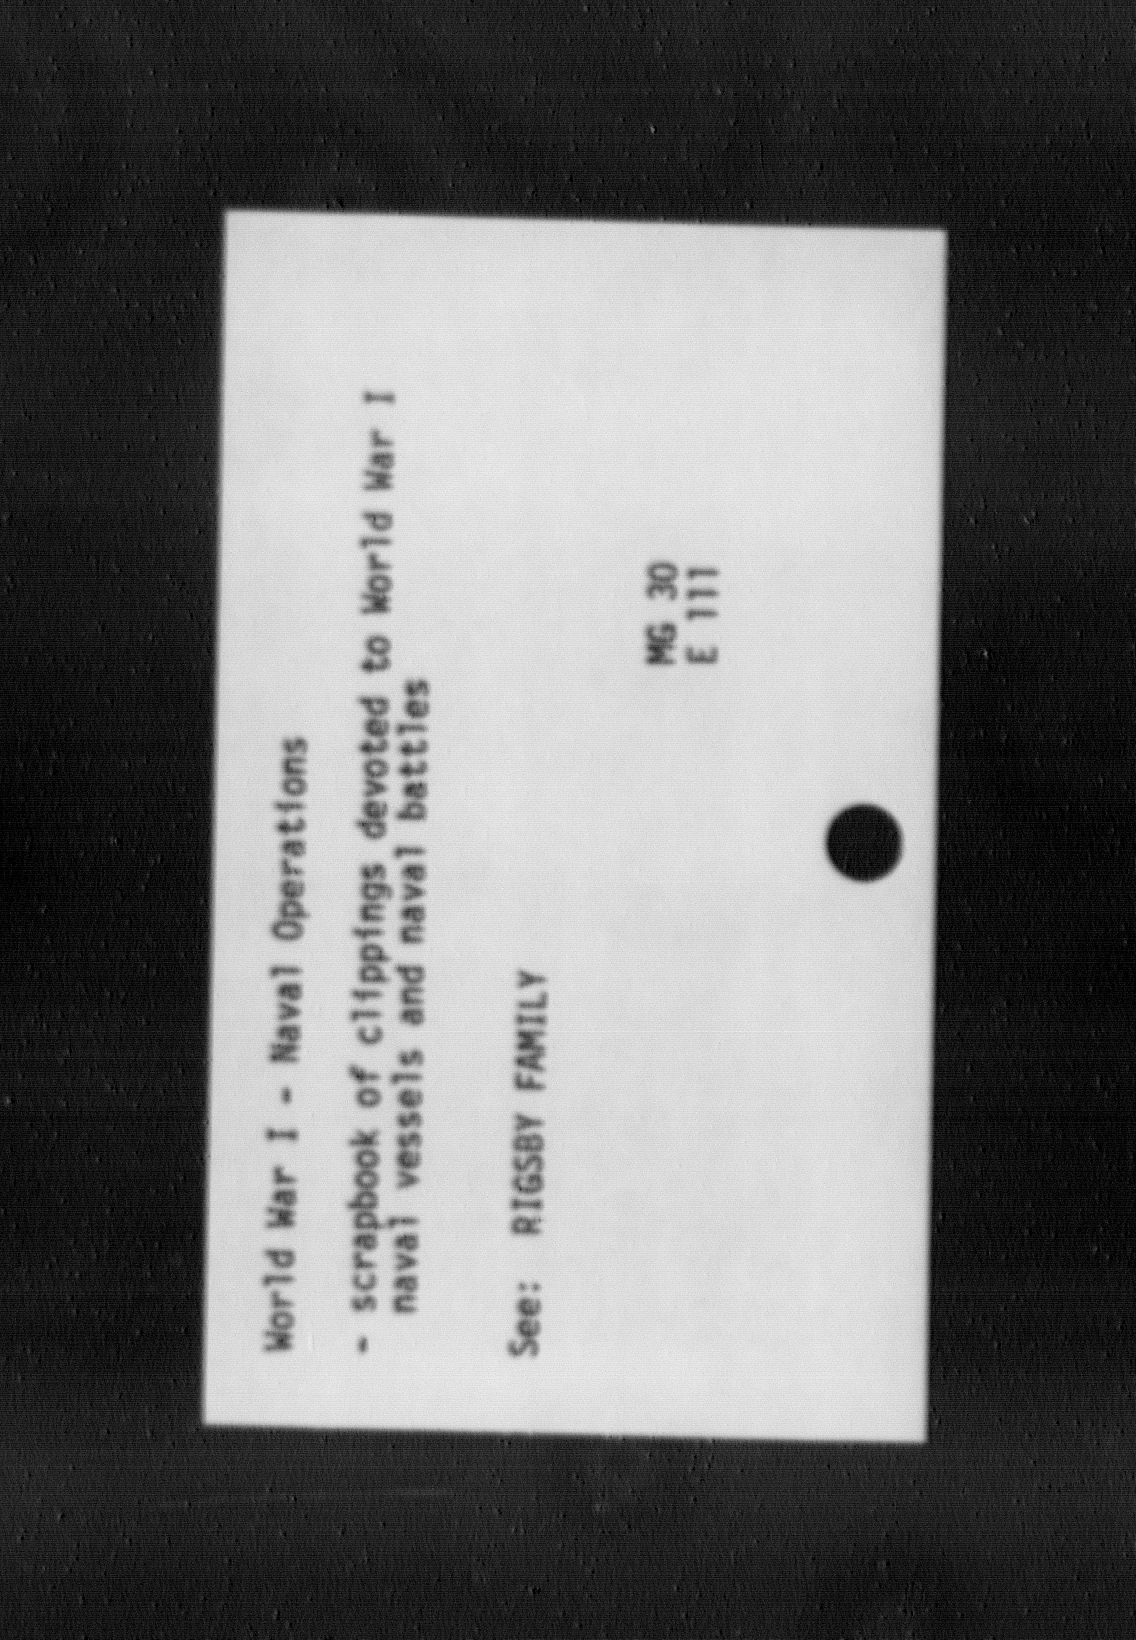 World War I - Naval Operations
- scrapbook of clippings devoted to World War I
naval vessels and naval battles
See: RIGSBY FAMILY
MG 30
E 111